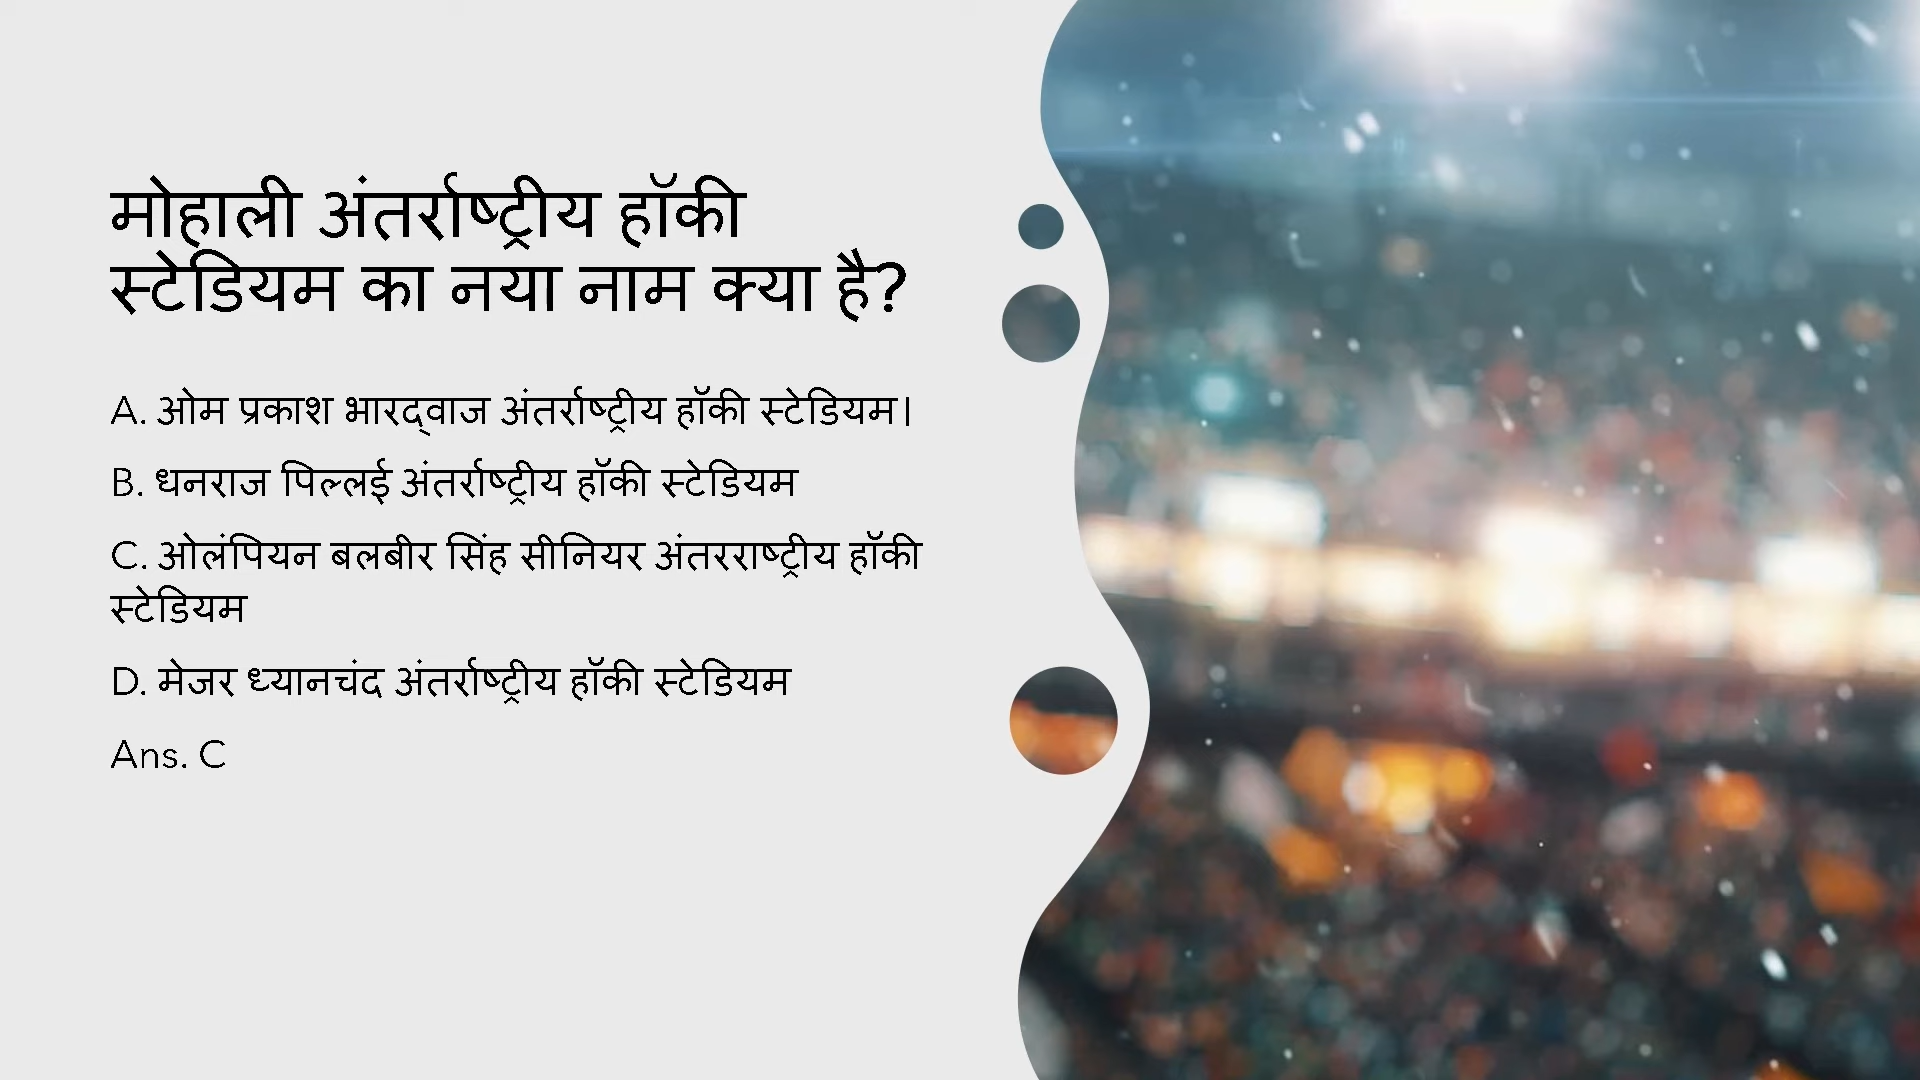 मोहाली अंतर्राष्ट्रीय हॉकी
स्टेडियम का नया नाम क्या है?
A. ओम प्रकाश भारद्वाज अंतर्राष्ट्रीय हॉकी स्टेडियम।
B. धनराज पिल्लई अंतर्राष्ट्रीय हॉकी स्टेडियम
C. ओलंपियन बलबीर सिंह सीनियर अंतरराष्ट्रीय हॉकी
स्टेडियम
D. मेजर ध्यानचंद अंतर्राष्ट्रीय हॉकी स्टेडियम
Ans. C